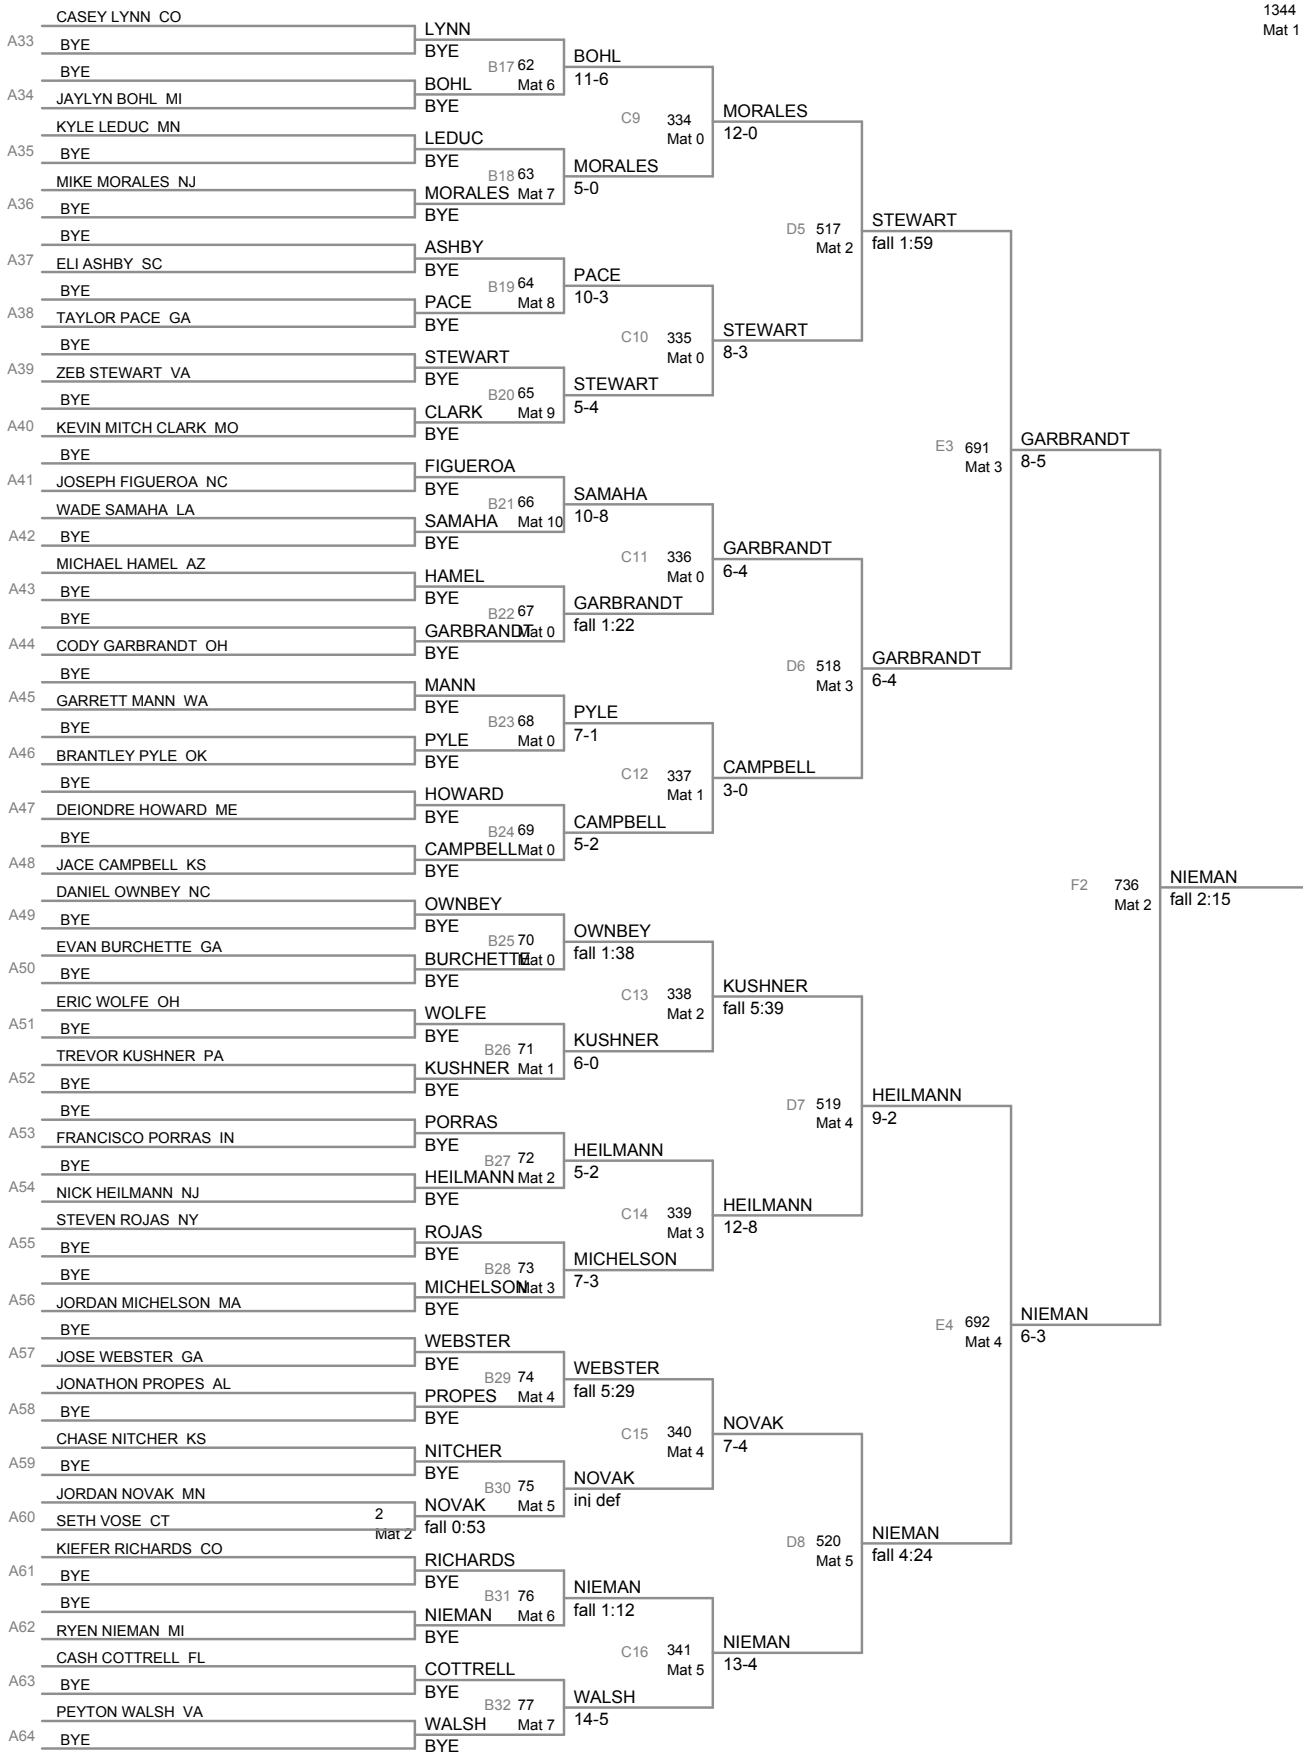 1344
Mat 1
CASEY LYNN CO
A33
BYE
LYNN
BYE
BYE
A34
JAYLYN BOHL MI
BOHL
BYE
B17 62
Mat 6
BOHL
11-6
KYLE LEDUC MN
A35
BYE
LEDUC
BYE
MIKE MORALES NJ
A36
BYE
MORALES
BYE
B18 63
Mat 7
MORALES
5-0
C9 334
Mat 0
MORALES
12-0
BYE
A37
ELI ASHBY SC
ASHBY
BYE
BYE
A38
TAYLOR PACE GA
PACE
BYE
B19 64
Mat 8
PACE
10-3
BYE
A39
ZEB STEWART VA
STEWART
BYE
BYE
A40
KEVIN MITCH CLARK MO
CLARK
BYE
B20 65
Mat 9
STEWART
5-4
C10 335
Mat 0
STEWART
8-3
D5 517
Mat 2
STEWART
fall 1:59
BYE
A41
JOSEPH FIGUEROA NC
FIGUEROA
BYE
WADE SAMAHA LA
A42
BYE
SAMAHA
BYE
B21 66
Mat 10
SAMAHA
10-8
MICHAEL HAMEL AZ
A43
BYE
HAMEL
BYE
BYE
A44
CODY GARBRANDT OH
GARBRANDT
BYE
B22 67
Mat 0
GARBRANDT
fall 1:22
C11 336
Mat 0
GARBRANDT
6-4
BYE
A45
GARRETT MANN WA
MANN
BYE
BYE
A46
BRANTLEY PYLE OK
PYLE
BYE
B23 68
Mat 0
PYLE
7-1
BYE
A47
DEIONDRE HOWARD ME
HOWARD
BYE
BYE
A48
JACE CAMPBELL KS
CAMPBELL
BYE
B24 69
Mat 0
CAMPBELL
5-2
C12 337
Mat 1
CAMPBELL
3-0
D6 518
Mat 3
GARBRANDT
6-4
E3 691
Mat 3
GARBRANDT
8-5
DANIEL OWNBEY NC
A49
BYE
OWNBEY
BYE
EVAN BURCHETTE GA
A50
BYE
BURCHETTE
BYE
B25 70
Mat 0
OWNBEY
fall 1:38
ERIC WOLFE OH
A51
BYE
WOLFE
BYE
TREVOR KUSHNER PA
A52
BYE
KUSHNER
BYE
B26 71
Mat 1
KUSHNER
6-0
C13 338
Mat 2
KUSHNER
fall 5:39
BYE
A53
FRANCISCO PORRAS IN
PORRAS
BYE
BYE
A54
NICK HEILMANN NJ
HEILMANN
BYE
B27 72
Mat 2
HEILMANN
5-2
STEVEN ROJAS NY
A55
BYE
ROJAS
BYE
BYE
A56
JORDAN MICHELSON MA
MICHELSON
BYE
B28 73
Mat 3
MICHELSON
7-3
C14 339
Mat 3
HEILMANN
12-8
D7 519
Mat 4
HEILMANN
9-2
BYE
A57
JOSE WEBSTER GA
WEBSTER
BYE
JONATHON PROPES AL
A58
BYE
PROPES
BYE
B29 74
Mat 4
WEBSTER
fall 5:29
CHASE NITCHER KS
A59
BYE
NITCHER
BYE
JORDAN NOVAK MN
A60
SETH VOSE CT
2
Mat 2
NOVAK
fall 0:53
B30 75
Mat 5
NOVAK
inj def
C15 340
Mat 4
NOVAK
7-4
KIEFER RICHARDS CO
A61
BYE
RICHARDS
BYE
BYE
A62
RYEN NIEMAN MI
NIEMAN
BYE
B31 76
Mat 6
NIEMAN
fall 1:12
CASH COTTRELL FL
A63
BYE
COTTRELL
BYE
PEYTON WALSH VA
A64
BYE
WALSH
BYE
B32 77
Mat 7
WALSH
14-5
C16 341
Mat 5
NIEMAN
13-4
D8 520
Mat 5
NIEMAN
fall 4:24
E4 692
Mat 4
NIEMAN
6-3
F2 736
Mat 2
NIEMAN
fall 2:15